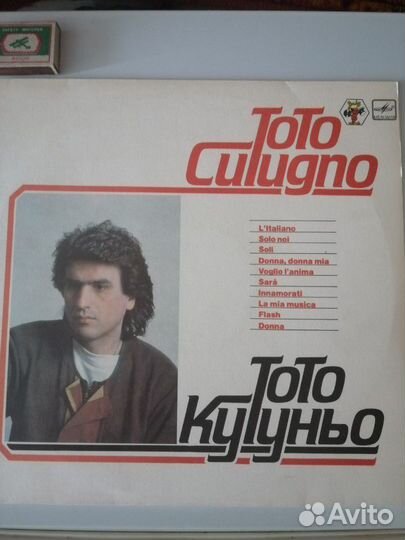 Toto
Cutugno
L'Italiano
Solo noi
Soli
Donna, donna mia
Voglio l'anima
Sarà
Innamorati
La mia musica
Flash
Donna
Тото
Кутуньо
Avito